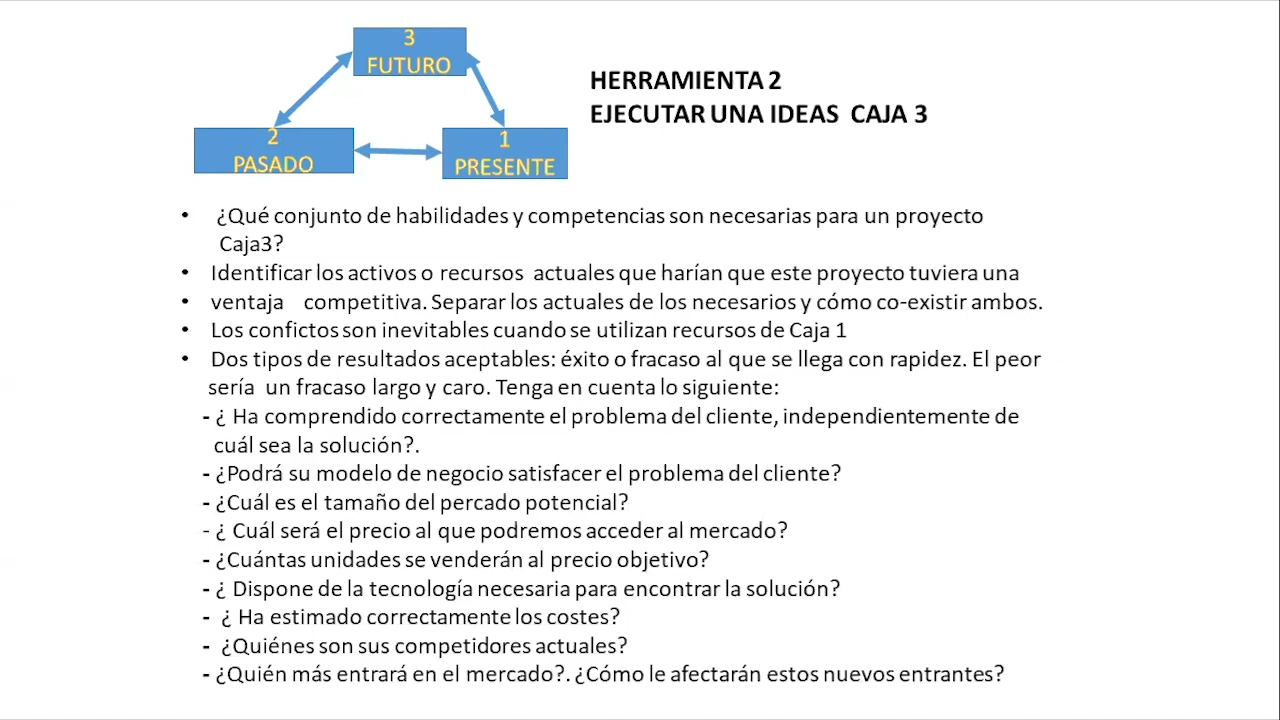 3
FUTURO
2
PASADO
1
PRESENTE
HERRAMIENTA 2
EJECUTAR UNA IDEAS CAJA 3
• ¿Qué conjunto de habilidades y competencias son necesarias para un proyecto
Caja3?
• Identificar los activos o recursos actuales que harían que este proyecto tuviera una
• ventaja competitiva. Separar los actuales de los necesarios y cómo co-existir ambos.
• Los confictos son inevitables cuando se utilizan recursos de Caja 1
• Dos tipos de resultados aceptables: éxito o fracaso al que se llega con rapidez. El peor
sería un fracaso largo y caro. Tenga en cuenta lo siguiente:
- ¿ Ha comprendido correctamente el problema del cliente, independientemente de
cuál sea la solución?.
- ¿Podrá su modelo de negocio satisfacer el problema del cliente?
- ¿Cuál es el tamaño del percado potencial?
- ¿ Cuál será el precio al que podremos acceder al mercado?
- ¿Cuántas unidades se venderán al precio objetivo?
- ¿ Dispone de la tecnología necesaria para encontrar la solución?
- ¿ Ha estimado correctamente los costes?
- ¿Quiénes son sus competidores actuales?
- ¿Quién más entrará en el mercado?. ¿Cómo le afectarán estos nuevos entrantes?